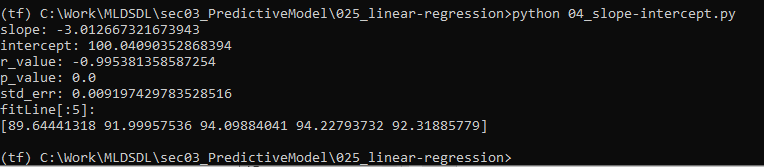 (tf) C:\Work\MLDSDL\sec03_PredictiveModel\025_linear-regression>python 04_slope-intercept.py
slope: -3.012667321673943
intercept: 100.04090352868394
r_value: -0.995381358587254
p_value: 0.0
std_err: 0.009197429783528516
fitLine[:5]:
[89.64441318 91.99957536 94.09884041 94.22793732 92.31885779]
(tf) C:\Work\MLDSDL\sec03_PredictiveModel\025_linear-regression>